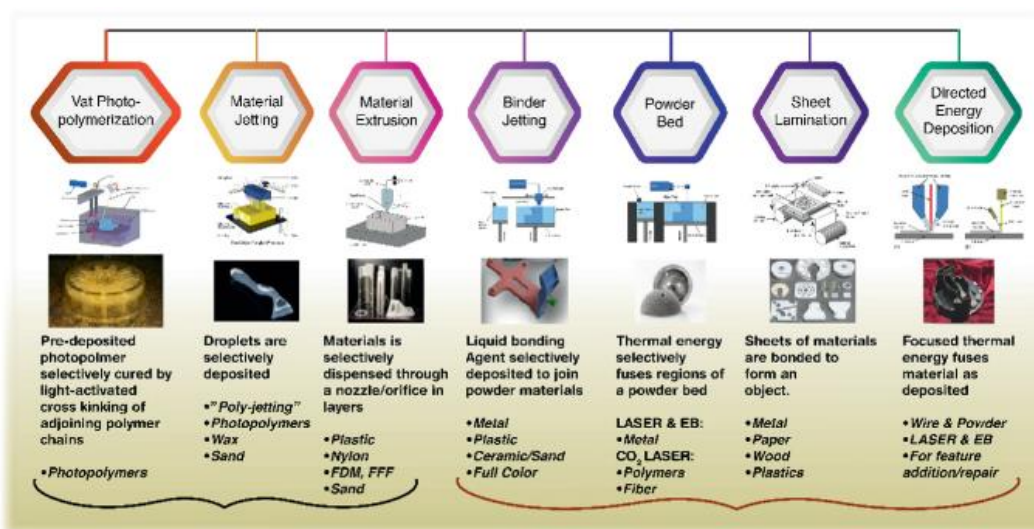 Vat Photo-
polymerization
Material
Jetting
Material
Extrusion
Binder
Jetting
Powder
Bed
Sheet
Lamination
Directed
Energy
Deposition
Pre-deposited
photopolmer
selectively cured by
light-activated
cross kinking of
adjoining polymer
chains
•Photopolymers
Droplets are
selectively
deposited
•"Poly-jetting"
•Photopolymers
•Wax
•Sand
Materials is
selectively
dispensed through
a nozzle/orifice in
layers
•Plastic
•Nylon
•FDM, FFF
•Sand
Liquid bonding
Agent selectively
deposited to join
powder materials
•Metal
•Plastic
•Ceramic/Sand
•Full Color
Thermal energy
selectively
fuses regions of
a powder bed
LASER & EB:
•Metal
CO2 LASER:
•Polymers
•Fiber
Sheets of materials
are bonded to
form an
object.
•Metal
•Paper
•Wood
•Plastics
Focused thermal
energy fuses
material as
deposited
•Wire & Powder
•LASER & EB
•For feature
addition/repair